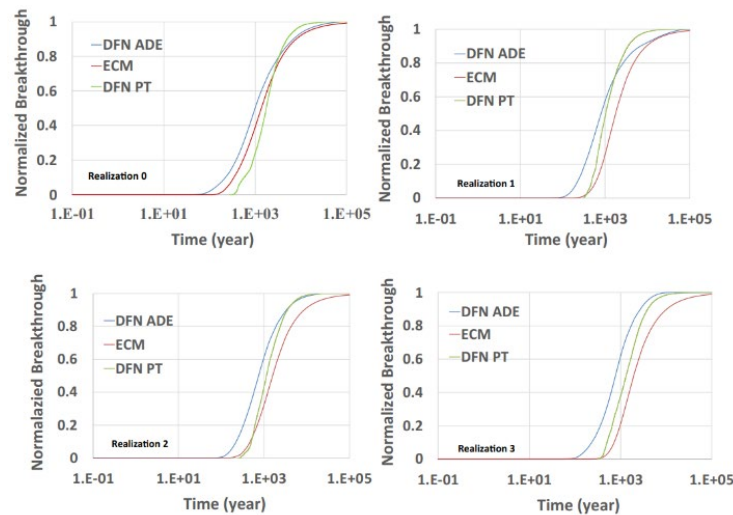 Normalized Breakthrough
1
0.8
0.6
0.4
0.2
0
DFN ADE
ECM
DFN PT
Realization 0
1.E-01 1.E+01 1.E+03 1.E+05
Time (year)
Normalized Breakthrough
1
0.8
0.6
0.4
0.2
0
DFN ADE
ECM
DFN PT
Realization 1
1.E-01 1.E+01 1.E+03 1.E+05
Time (year)
Normalazied Breakthrough
1
0.8
0.6
0.4
0.2
0
DFN ADE
ECM
DFN PT
Realization 2
1.E-01 1.E+01 1.E+03 1.E+05
Time (year)
Normalized Breakthrough
1
0.8
0.6
0.4
0.2
0
DFN ADE
ECM
DFN PT
Realization 3
1.E-01 1.E+01 1.E+03 1.E+05
Time (year)